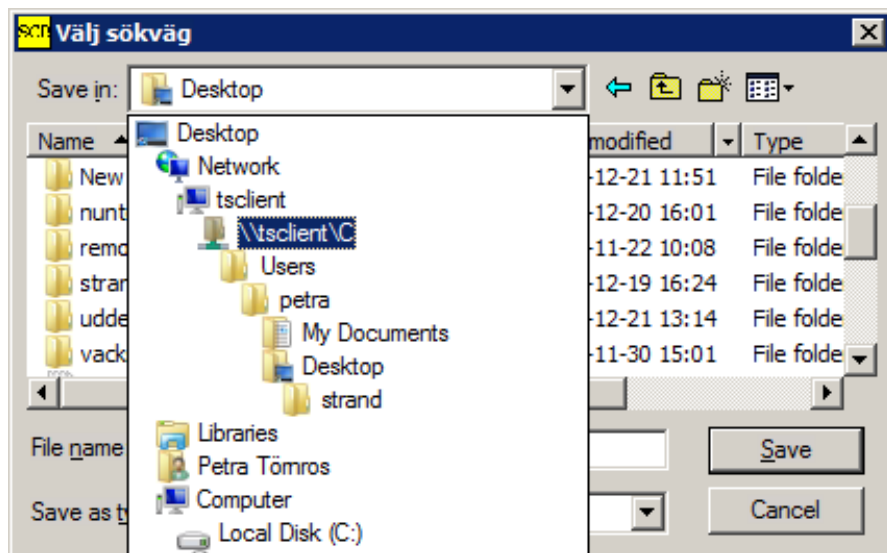 SCR Välj sökväg
Save in: Desktop
Name modified Type
Desktop
Network
tsclient
\\tsclient\C
Users
petra
My Documents
Desktop
strand
Libraries
Petra Törnros
Computer
Local Disk (C:)
New -12-21 11:51 File folde
nunt -12-20 16:01 File folde
remo -11-22 10:08 File folde
stran -12-19 16:24 File folde
udde -12-21 13:14 File folde
vack -11-30 15:01 File folde
File name
Save
Save as ty
Cancel